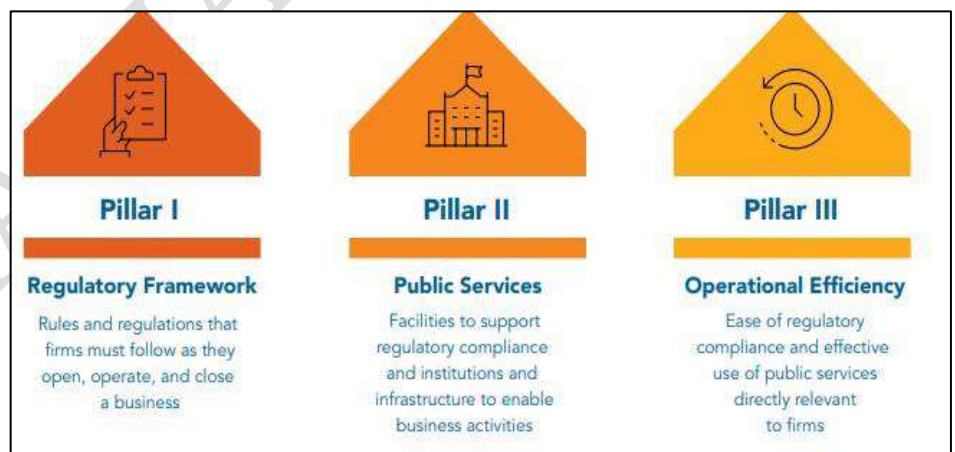 Pillar I
Regulatory Framework
Rules and regulations that
firms must follow as they
open, operate, and close
a business
Pillar II
Public Services
Facilities to support
regulatory compliance
and institutions and
infrastructure to enable
business activities
Pillar III
Operational Efficiency
Ease of regulatory
compliance and effective
use of public services
directly relevant
to firms